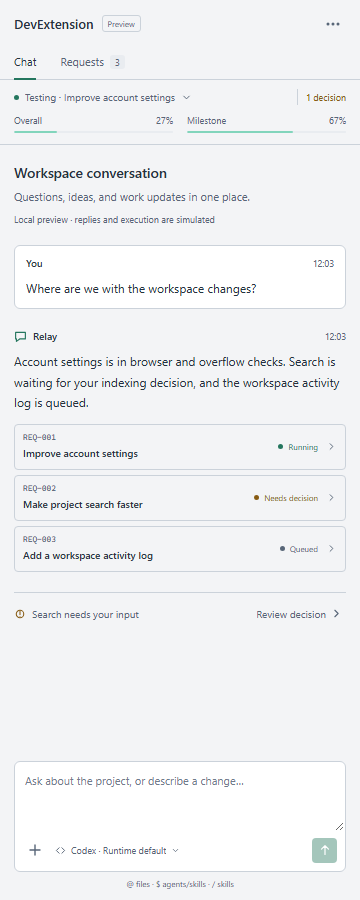 DevExtension Preview
Chat Requests 3
Testing · Improve account settings 1 decision
Overall 27% Milestone 67%
Workspace conversation
Questions, ideas, and work updates in one place.
Local preview · replies and execution are simulated
You 12:03
Where are we with the workspace changes?
Relay 12:03
Account settings is in browser and overflow checks. Search is
waiting for your indexing decision, and the workspace activity
log is queued.
REQ-001
Improve account settings Running
REQ-002
Make project search faster Needs decision
REQ-003
Add a workspace activity log Queued
Search needs your input Review decision
Ask about the project, or describe a change...
Codex · Runtime default
@ files · $ agents/skills · / skills